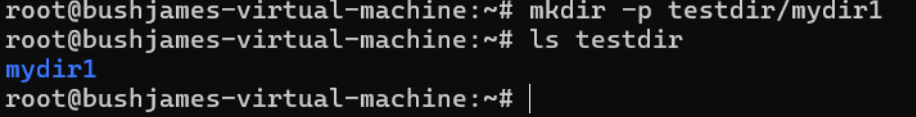 root@bushjames-virtual-machine:~# mkdir -p testdir/mydir1
root@bushjames-virtual-machine:~# ls testdir
mydir1
root@bushjames-virtual-machine:~#